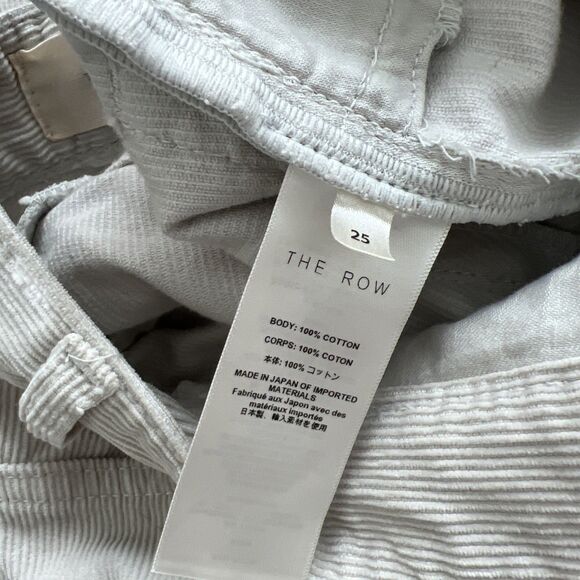 25
THE ROW
BODY: 100% COTTON
CORPS: 100% COTON
本体: 100% コットン
MADE IN JAPAN OF IMPORTED
MATERIALS
Fabriqué aux Japon avec des
matériaux importés
日本製、輸入素材を使用